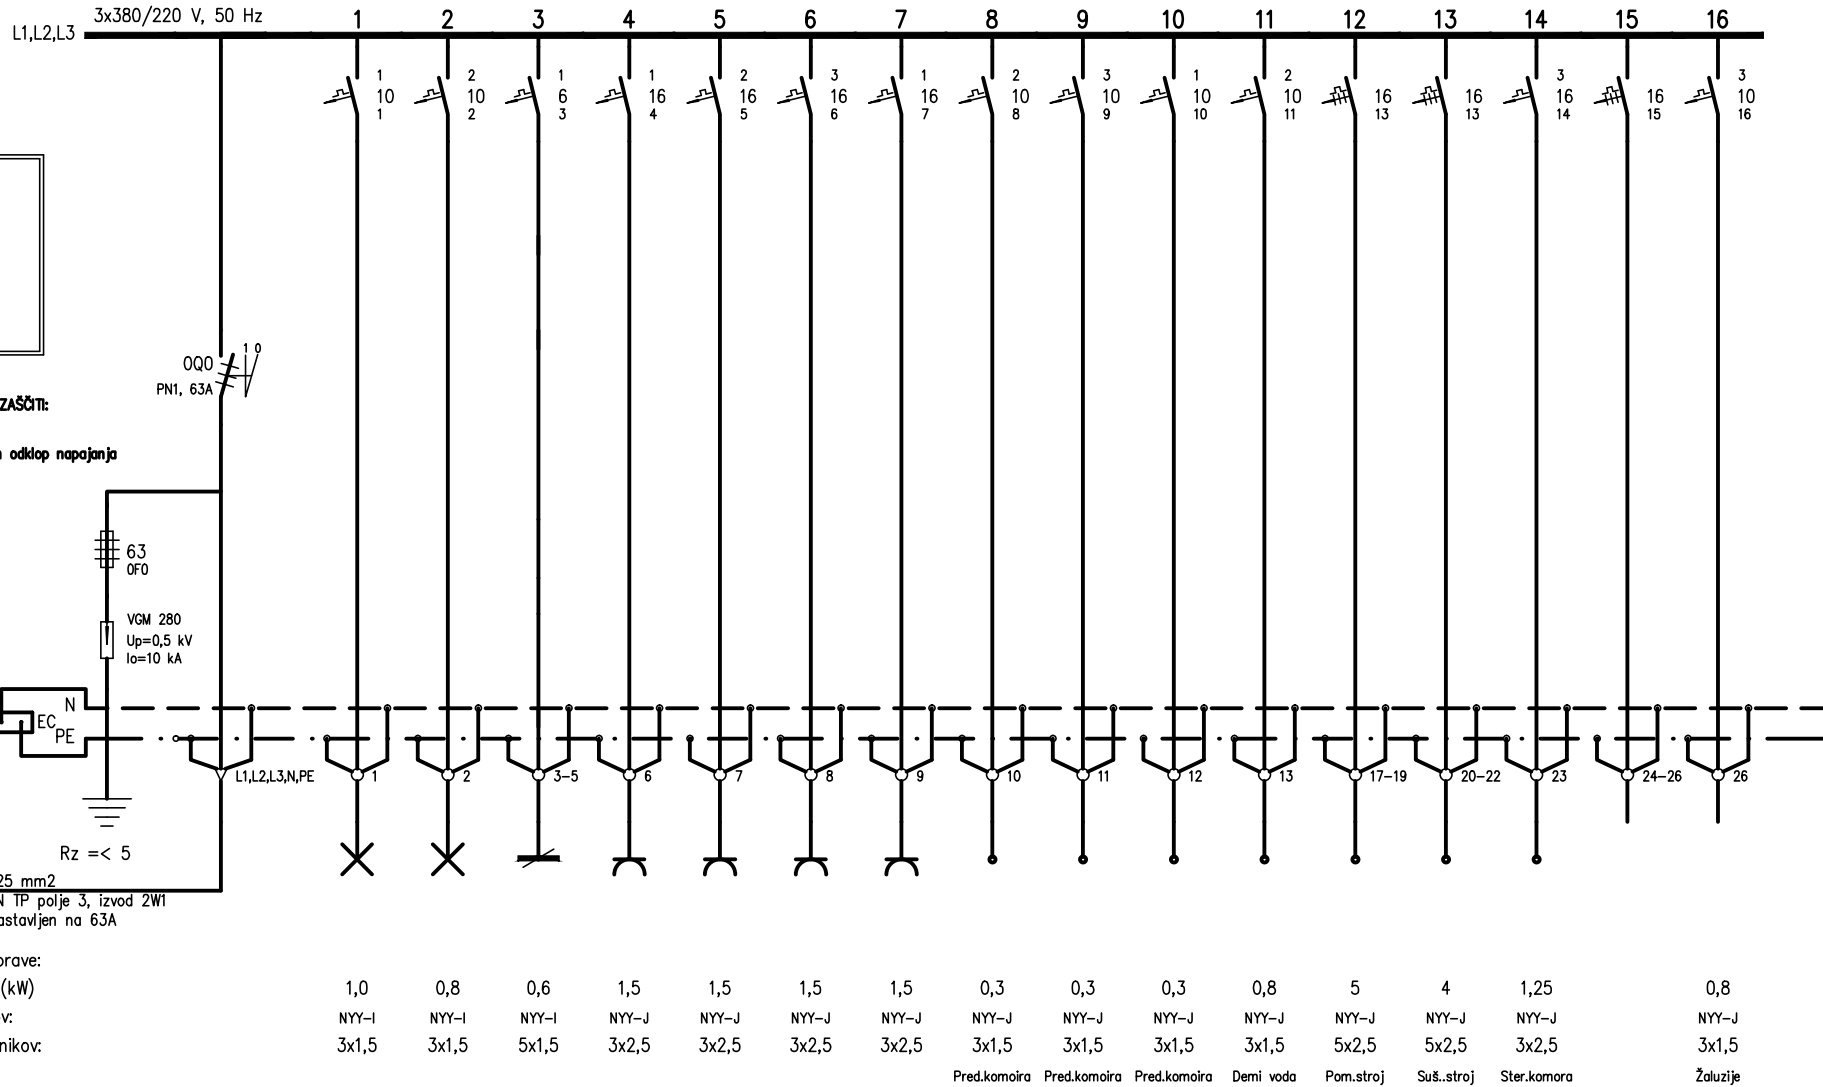 3x380/220 V, 50 Hz
L1,L2,L3
1 2 3 4 5 6 7 8 9 10 11 12 13 14 15 16
1 2 1 1 2 3 1 2 3 1 2 3 3
10 10 6 16 16 16 16 10 10 10 10 16 16 16 16 10
1 2 3 4 5 6 7 8 9 10 11 13 13 14 15 16
1 0
0Q0
PN1, 63A
ZAŠČITI:
odklop napajanja
63
0F0
VGM 280
Up=0,5 kV
Io=10 kA
N
EC
PE
L1,L2,L3,N,PE 1 2 3-5 6 7 8 9 10 11 12 13 17-19 20-22 23 24-26 26
Rz =< 5
25 mm2
N TP polje 3, izvod 2W1
astavljen na 63A
prave:
(kW) 1,0 0,8 0,6 1,5 1,5 1,5 1,5 0,3 0,3 0,3 0,8 5 4 1,25 0,8
v: NYY-I NYY-I NYY-I NYY-J NYY-J NYY-J NYY-J NYY-J NYY-J NYY-J NYY-J NYY-J NYY-J NYY-J NYY-J
nikov: 3x1,5 3x1,5 5x1,5 3x2,5 3x2,5 3x2,5 3x2,5 3x1,5 3x1,5 3x1,5 3x1,5 5x2,5 5x2,5 3x2,5 3x1,5
Pred.komoira Pred.komoira Pred.komoira Demi voda Pom.stroj Suš..stroj Ster.komora Žaluzije